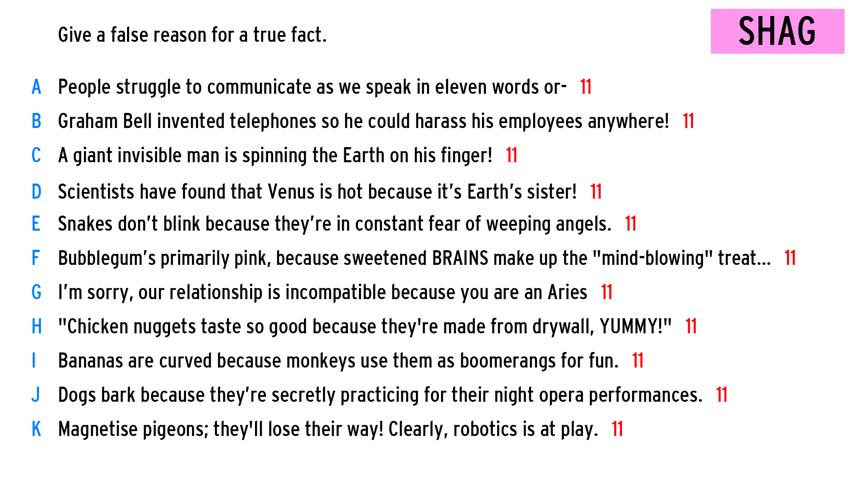 Give a false reason for a true fact.
SHAG
A People struggle to communicate as we speak in eleven words or- 11
B Graham Bell invented telephones so he could harass his employees anywhere! 11
C A giant invisible man is spinning the Earth on his finger! 11
D Scientists have found that Venus is hot because it's Earth's sister! 11
E Snakes don't blink because they're in constant fear of weeping angels. 11
F Bubblegum's primarily pink, because sweetened BRAINS make up the "mind-blowing" treat... 11
G I'm sorry, our relationship is incompatible because you are an Aries 11
H "Chicken nuggets taste so good because they're made from drywall, YUMMY!" 11
I Bananas are curved because monkeys use them as boomerangs for fun. 11
J Dogs bark because they're secretly practicing for their night opera performances. 11
K Magnetise pigeons; they'll lose their way! Clearly, robotics is at play. 11